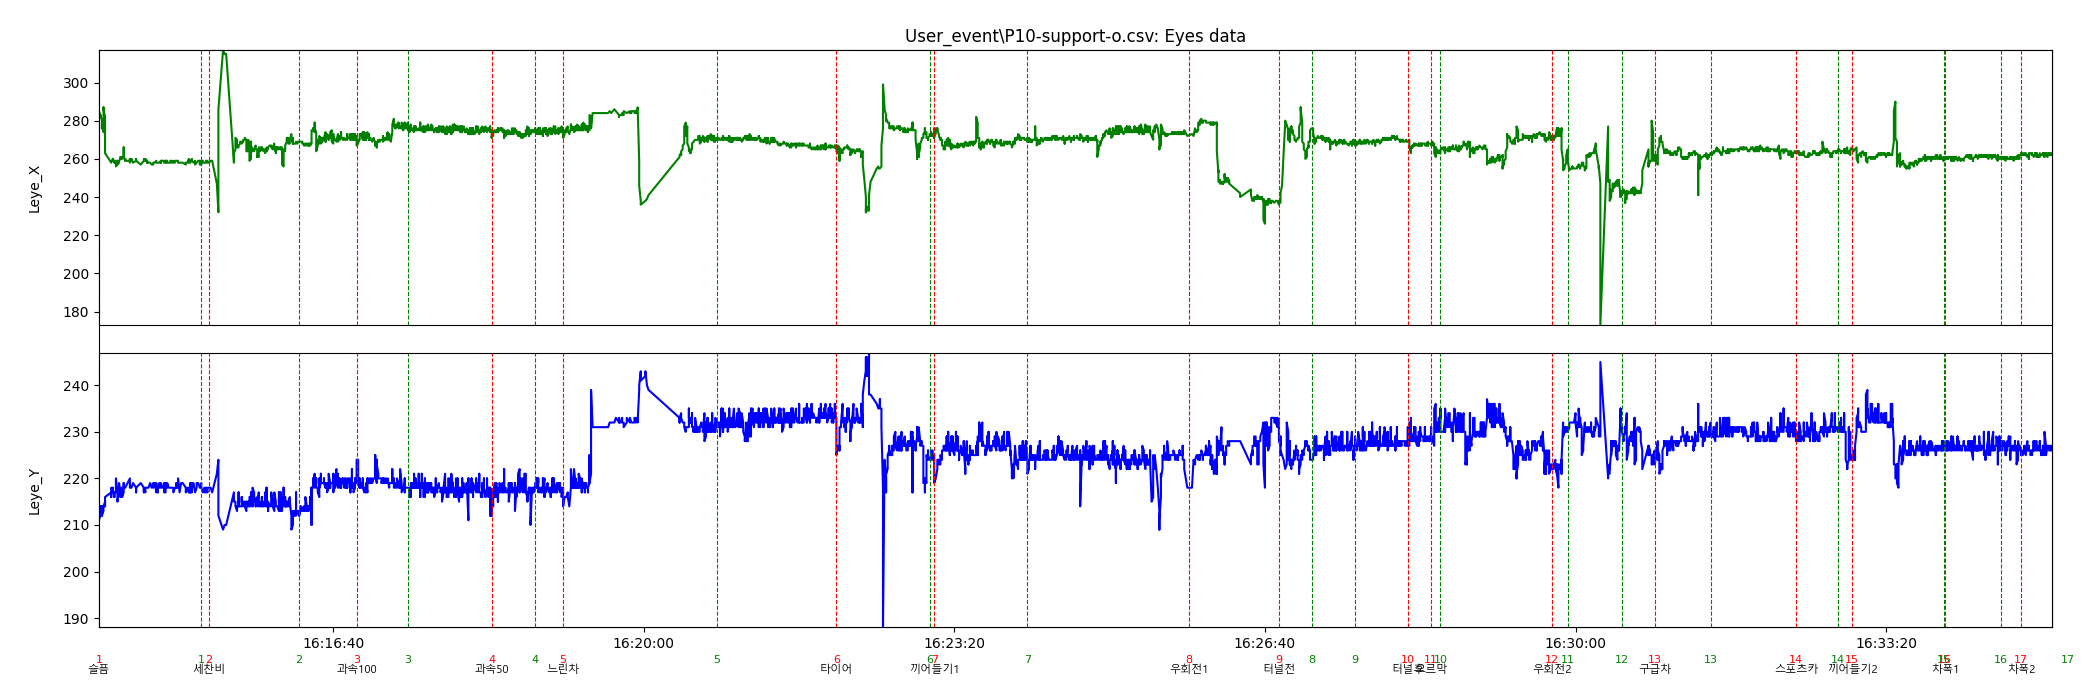 User_event\P10-support-o.csv: Eyes data
Leye_X
300
280
260
240
220
200
180
Leye_Y
240
230
220
210
200
190
16:16:40 16:20:00 16:23:20 16:26:40 16:30:00 16:33:20
1 1 2 2 3 3 4 4 5 5 6 6 7 7 8 9 8 9 10 11 10 12 11 12 13 13 14 14 15 15 16 17 17
슬픔 세찬비 과속100 과속50 느린차 타이어 끼어들기1 우회전1 터널전 터널후 우회전2 구급차 스포츠카 끼어들기2 차폭1 차폭2